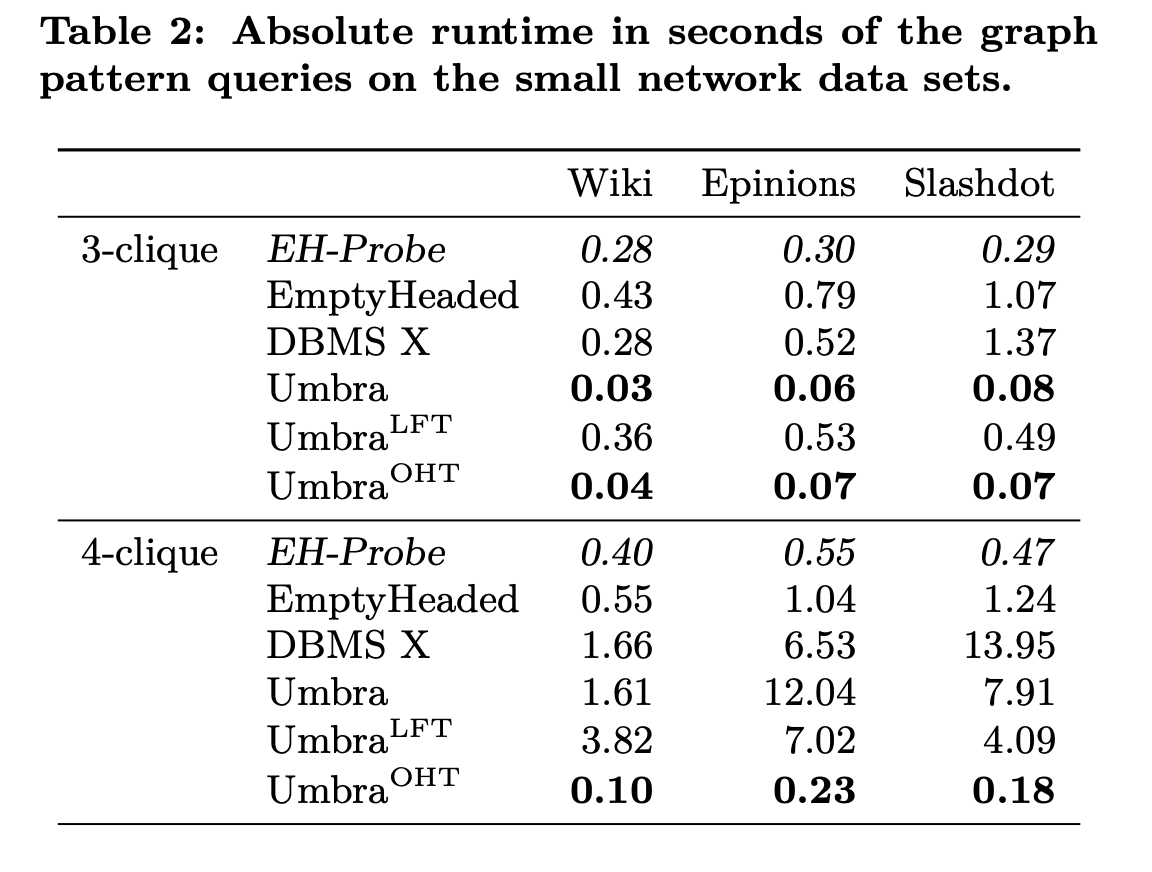 Table 2: Absolute runtime in seconds of the graph
pattern queries on the small network data sets.
Wiki Epinions Slashdot
3-clique EH-Probe 0.28 0.30 0.29
EmptyHeaded 0.43 0.79 1.07
DBMS X 0.28 0.52 1.37
Umbra 0.03 0.06 0.08
Umbra^LFT 0.36 0.53 0.49
Umbra^OHT 0.04 0.07 0.07
4-clique EH-Probe 0.40 0.55 0.47
EmptyHeaded 0.55 1.04 1.24
DBMS X 1.66 6.53 13.95
Umbra 1.61 12.04 7.91
Umbra^LFT 3.82 7.02 4.09
Umbra^OHT 0.10 0.23 0.18